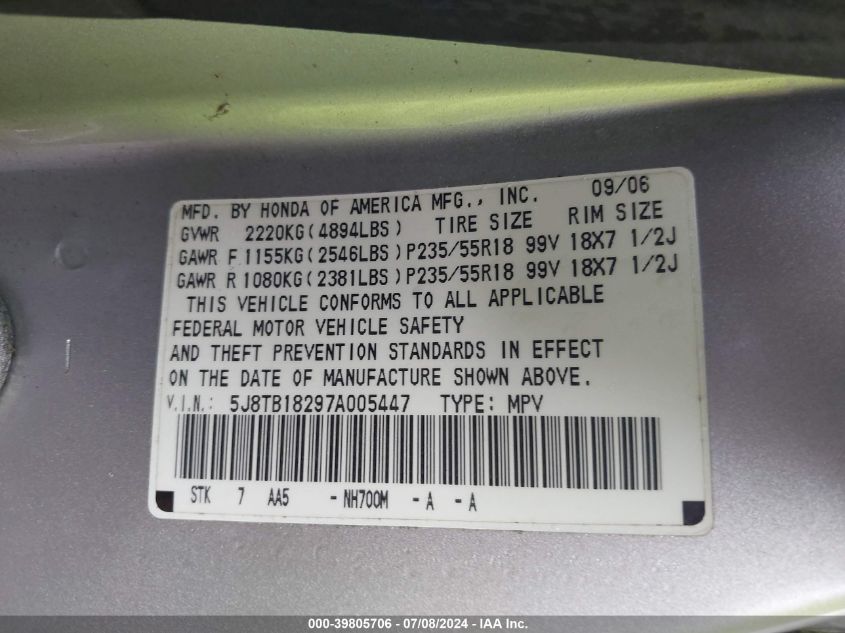 MFD. BY HONDA OF AMERICA MFG., INC. 09/06
GVWR 2220KG(4894LBS) TIRE SIZE RIM SIZE
GAWR F 1155KG(2546LBS)P235/55R18 99V 18X7 1/2J
GAWR R 1080KG(2381LBS)P235/55R18 99V 18X7 1/2J
THIS VEHICLE CONFORMS TO ALL APPLICABLE
FEDERAL MOTOR VEHICLE SAFETY
AND THEFT PREVENTION STANDARDS IN EFFECT
ON THE DATE OF MANUFACTURE SHOWN ABOVE.
V.I.N.: 5J8TB18297A005447 TYPE: MPV
STK 7 AA5 -NH700M -A -A
000-39805706 - 07/08/2024 - IAA Inc.